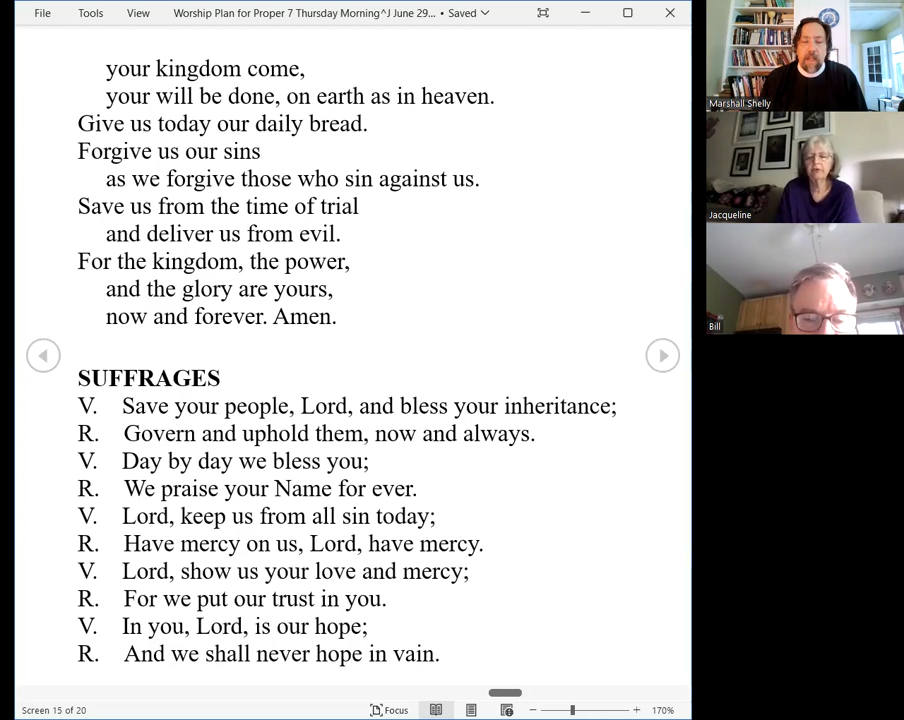 File Tools View Worship Plan for Proper 7 Thursday Morning^J June 29... • Saved
your kingdom come,
your will be done, on earth as in heaven.
Give us today our daily bread.
Forgive us our sins
as we forgive those who sin against us.
Save us from the time of trial
and deliver us from evil.
For the kingdom, the power,
and the glory are yours,
now and forever. Amen.
SUFFRAGES
V. Save your people, Lord, and bless your inheritance;
R. Govern and uphold them, now and always.
V. Day by day we bless you;
R. We praise your Name for ever.
V. Lord, keep us from all sin today;
R. Have mercy on us, Lord, have mercy.
V. Lord, show us your love and mercy;
R. For we put our trust in you.
V. In you, Lord, is our hope;
R. And we shall never hope in vain.
Screen 15 of 20 Focus 170%
Marshall Shelly
Jacqueline
Bill